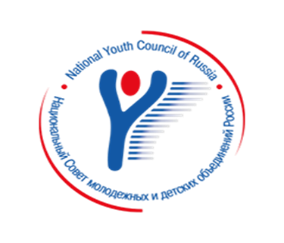 National Youth Council of Russia
Национальный Совет молодежных и детских объединений России